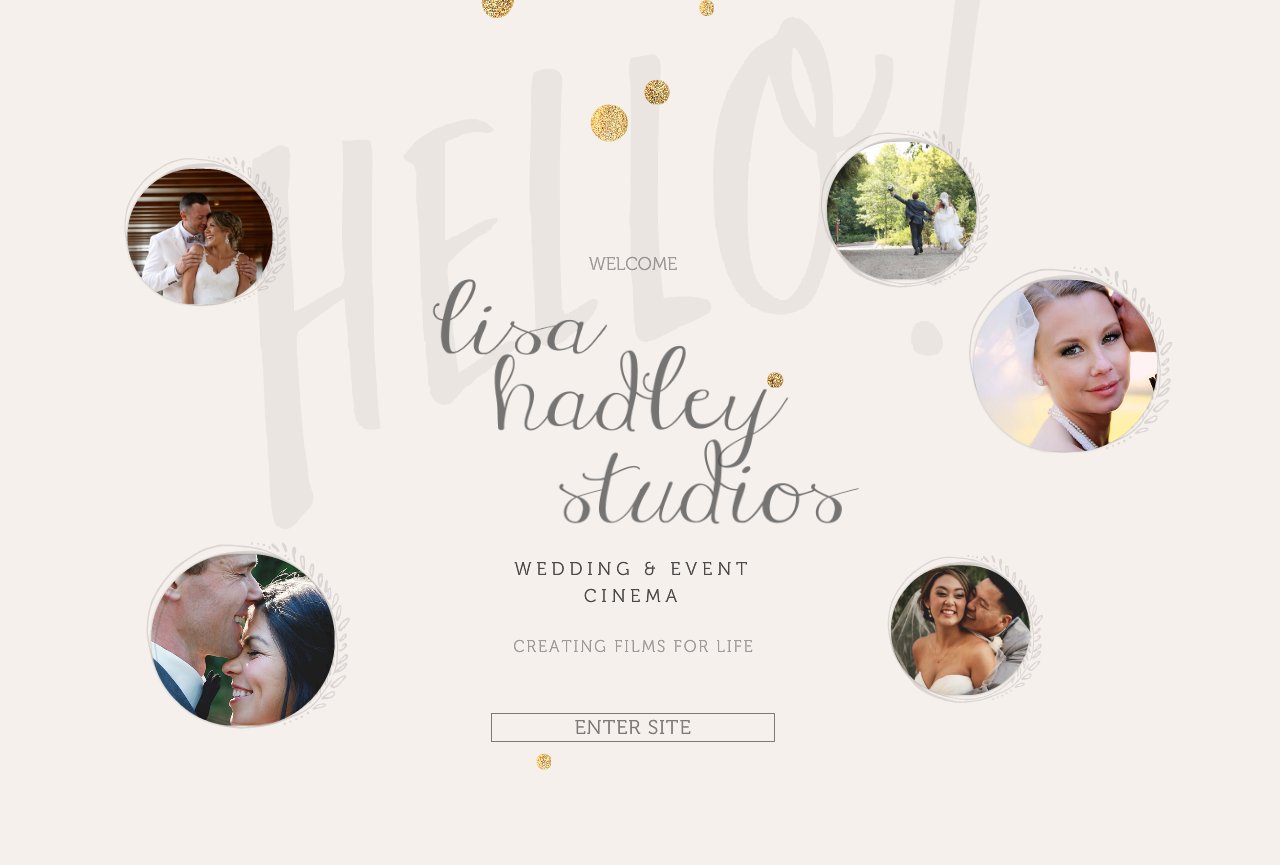 HELLO!
WELCOME
lisa
hadley
studios
WEDDING & EVENT
CINEMA
CREATING FILMS FOR LIFE
ENTER SITE